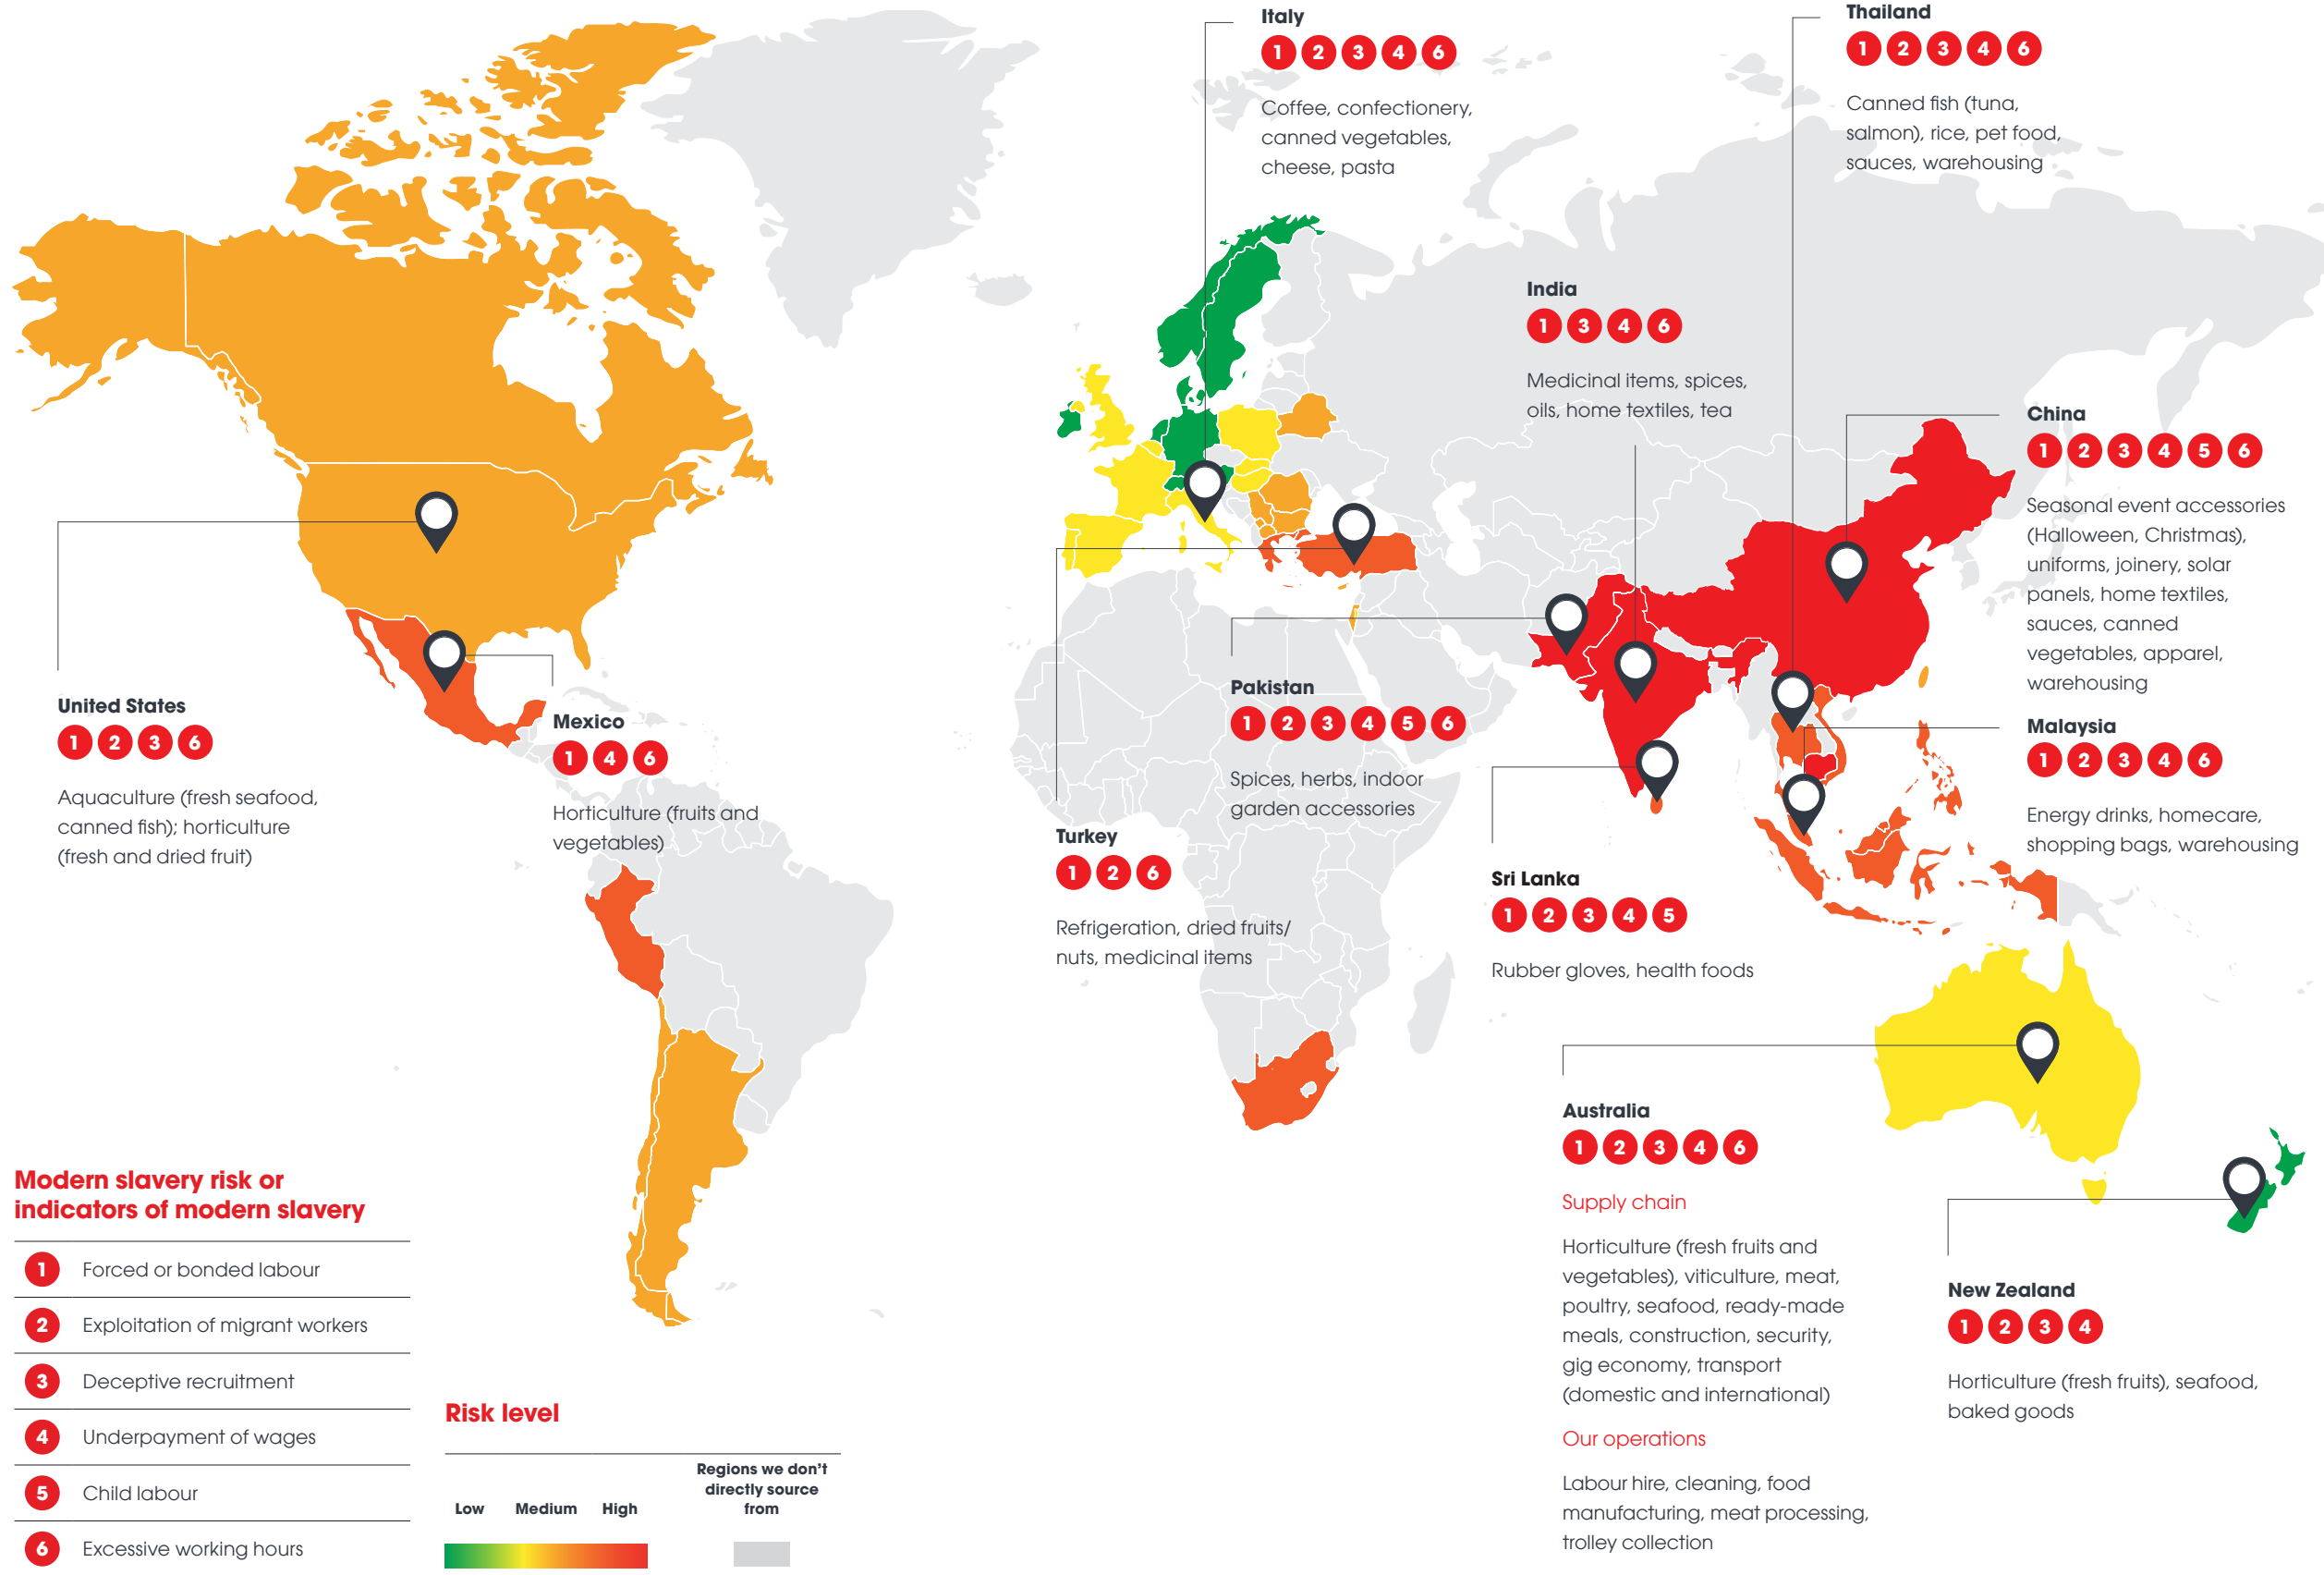 Italy
1 2 3 4 6
Coffee, confectionery,
canned vegetables,
cheese, pasta
Thailand
1 2 3 4 6
Canned fish (tuna,
salmon), rice, pet food,
sauces, warehousing
India
1 3 4 6
Medicinal items, spices,
oils, home textiles, tea
China
1 2 3 4 5 6
Seasonal event accessories
(Halloween, Christmas),
uniforms, joinery, solar
panels, home textiles,
sauces, canned
vegetables, apparel,
warehousing
United States
1 2 3 6
Aquaculture (fresh seafood,
canned fish); horticulture
(fresh and dried fruit)
Mexico
1 4 6
Horticulture (fruits and
vegetables)
Pakistan
1 2 3 4 5 6
Spices, herbs, indoor
garden accessories
Malaysia
1 2 3 4 6
Energy drinks, homecare,
shopping bags, warehousing
Turkey
1 2 6
Refrigeration, dried fruits/
nuts, medicinal items
Sri Lanka
1 2 3 4 5
Rubber gloves, health foods
Australia
1 2 3 4 6
Supply chain
Horticulture (fresh fruits and
vegetables), viticulture, meat,
poultry, seafood, ready-made
meals, construction, security,
gig economy, transport
(domestic and international)
Our operations
Labour hire, cleaning, food
manufacturing, meat processing,
trolley collection
New Zealand
1 2 3 4
Horticulture (fresh fruits), seafood,
baked goods
Modern slavery risk or
indicators of modern slavery
1 Forced or bonded labour
2 Exploitation of migrant workers
3 Deceptive recruitment
4 Underpayment of wages
5 Child labour
6 Excessive working hours
Risk level
Low Medium High
Regions we don't
directly source
from